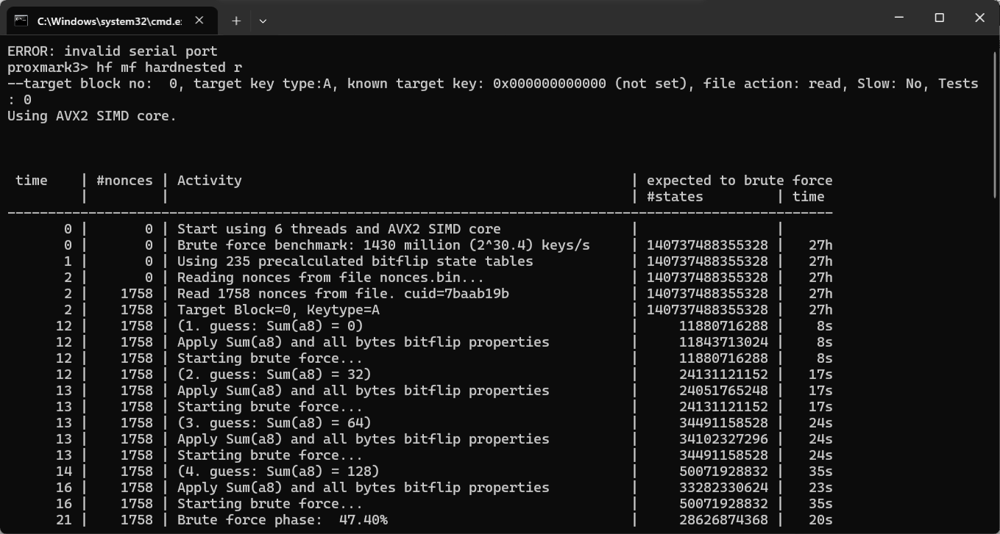 C:\Windows\system32\cmd.e:
ERROR: invalid serial port
proxmark3> hf mf hardnested r
--target block no:  0, target key type:A, known target key: 0x000000000000 (not set), file action: read, Slow: No, Tests
: 0
Using AVX2 SIMD core.
 time    | #nonces | Activity                                                | expected to brute force
         |         |                                                         | #states         | time
------------------------------------------------------------------------------------------------------
       0 |       0 | Start using 6 threads and AVX2 SIMD core                |                 |
       0 |       0 | Brute force benchmark: 1430 million (2^30.4) keys/s     | 140737488355328 |   27h
       1 |       0 | Using 235 precalculated bitflip state tables            | 140737488355328 |   27h
       2 |       0 | Reading nonces from file nonces.bin...                  | 140737488355328 |   27h
       2 |    1758 | Read 1758 nonces from file. cuid=7baab19b               | 140737488355328 |   27h
       2 |    1758 | Target Block=0, Keytype=A                               | 140737488355328 |   27h
      12 |    1758 | (1. guess: Sum(a8) = 0)                                 |     11880716288 |    8s
      12 |    1758 | Apply Sum(a8) and all bytes bitflip properties          |     11843713024 |    8s
      12 |    1758 | Starting brute force...                                 |     11880716288 |    8s
      12 |    1758 | (2. guess: Sum(a8) = 32)                                |     24131121152 |   17s
      13 |    1758 | Apply Sum(a8) and all bytes bitflip properties          |     24051765248 |   17s
      13 |    1758 | Starting brute force...                                 |     24131121152 |   17s
      13 |    1758 | (3. guess: Sum(a8) = 64)                                |     34491158528 |   24s
      13 |    1758 | Apply Sum(a8) and all bytes bitflip properties          |     34102327296 |   24s
      13 |    1758 | Starting brute force...                                 |     34491158528 |   24s
      14 |    1758 | (4. guess: Sum(a8) = 128)                               |     50071928832 |   35s
      16 |    1758 | Apply Sum(a8) and all bytes bitflip properties          |     33282330624 |   23s
      16 |    1758 | Starting brute force...                                 |     50071928832 |   35s
      21 |    1758 | Brute force phase:  47.40%                              |     28626874368 |   20s